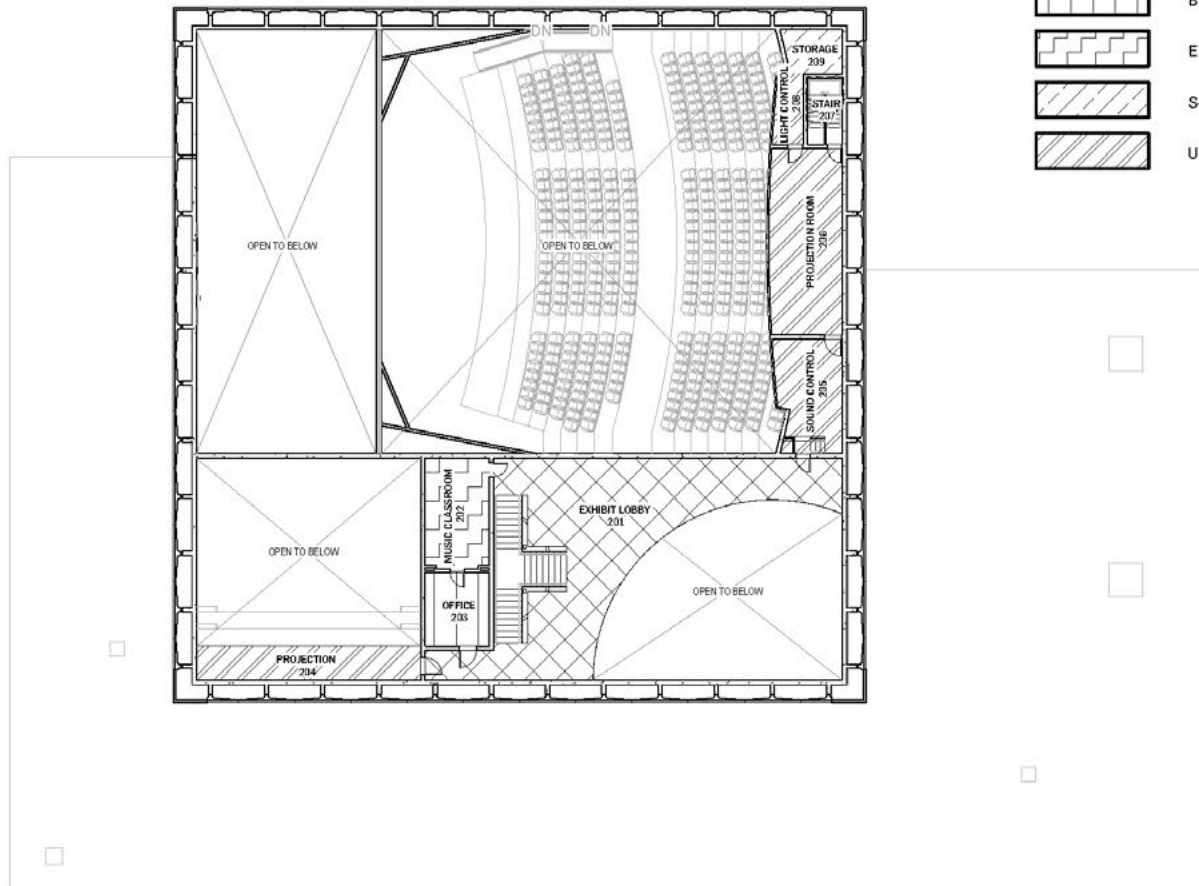 B
E
S
U
DN
DN
STORAGE
209
LIGHT CONTROL
208
STAIR
207
OPEN TO BELOW
OPEN TO BELOW
PROJECTION ROOM
206
SOUND CONTROL
205
MUSIC CLASSROOM
202
EXHIBIT LOBBY
201
OPEN TO BELOW
OPEN TO BELOW
OFFICE
203
PROJECTION
204